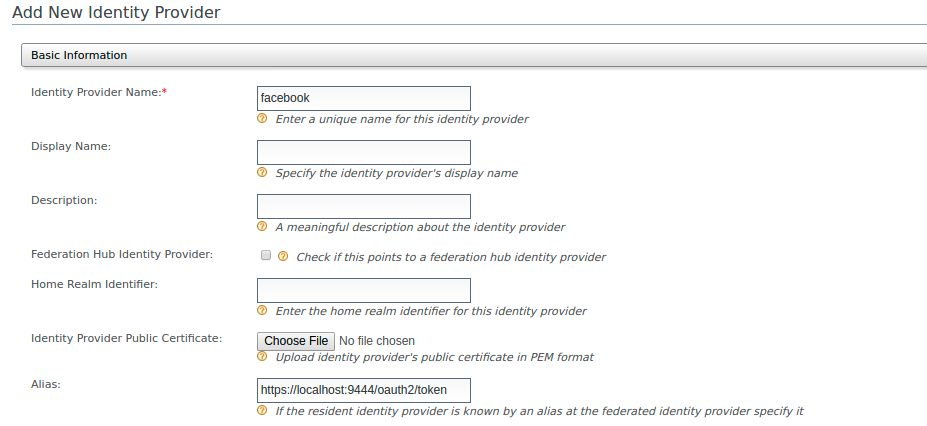 Add New Identity Provider
Basic Information
Identity Provider Name:*
facebook
Enter a unique name for this identity provider
Display Name:
Specify the identity provider's display name
Description:
A meaningful description about the identity provider
Federation Hub Identity Provider:
Check if this points to a federation hub identity provider
Home Realm Identifier:
Enter the home realm identifier for this identity provider
Identity Provider Public Certificate:
Choose File No file chosen
Upload identity provider's public certificate in PEM format
Alias:
https://localhost:9444/oauth2/token
If the resident identity provider is known by an alias at the federated identity provider specify it